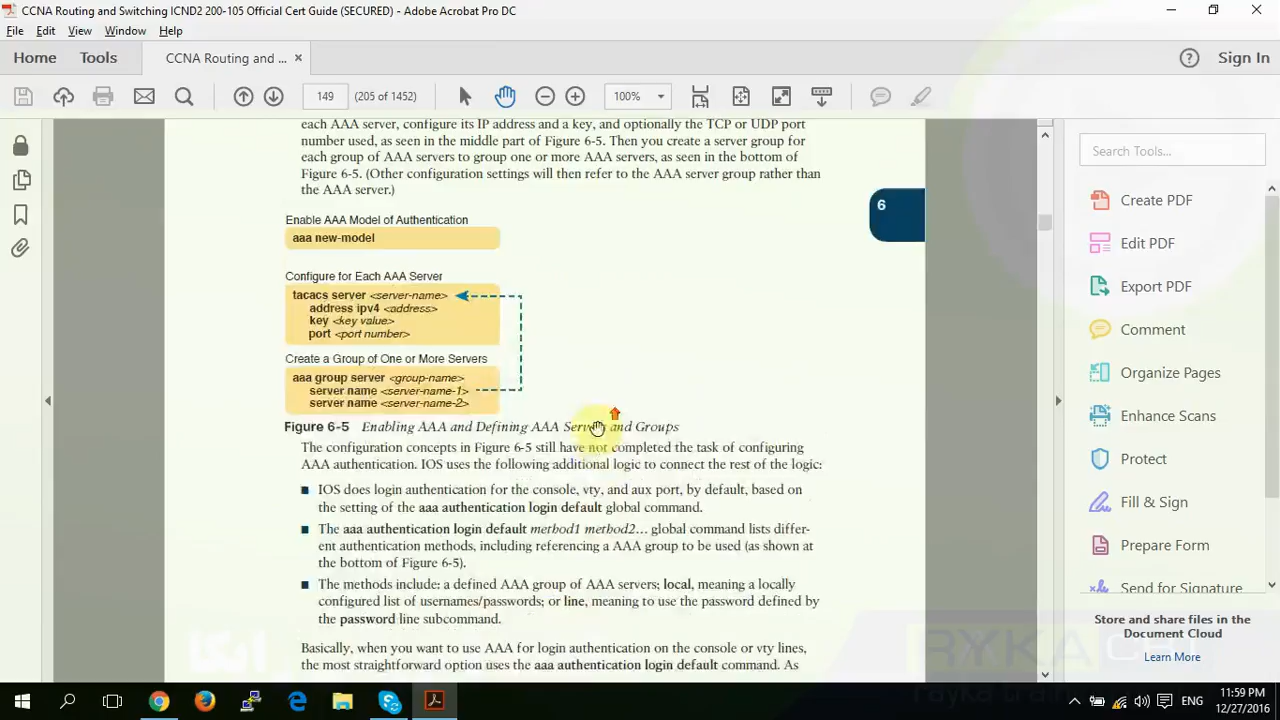 CCNA Routing and Switching ICND2 200-105 Official Cert Guide (SECURED) - Adobe Acrobat Pro DC
File Edit View Window Help
Home Tools CCNA Routing and ... × Sign In
149 (205 of 1452) 100%
each AAA server, configure its IP address and a key, and optionally the TCP or UDP port
number used, as seen in the middle part of Figure 6-5. Then you create a server group for
each group of AAA servers to group one or more AAA servers, as seen in the bottom of
Figure 6-5. (Other configuration settings will then refer to the AAA server group rather than
the AAA server.)
6
Enable AAA Model of Authentication
aaa new-model
Configure for Each AAA Server
tacacs server <server-name>
address ipv4 <address>
key <key value>
port <port number>
Create a Group of One or More Servers
aaa group server <group-name>
server name <server-name-1>
server name <server-name-2>
Figure 6-5 Enabling AAA and Defining AAA Servers and Groups
The configuration concepts in Figure 6-5 still have not completed the task of configuring
AAA authentication. IOS uses the following additional logic to connect the rest of the logic:
■ IOS does login authentication for the console, vty, and aux port, by default, based on
the setting of the aaa authentication login default global command.
■ The aaa authentication login default method1 method2... global command lists differ-
ent authentication methods, including referencing a AAA group to be used (as shown at
the bottom of Figure 6-5).
■ The methods include: a defined AAA group of AAA servers; local, meaning a locally
configured list of usernames/passwords; or line, meaning to use the password defined by
the password line subcommand.
Basically, when you want to use AAA for login authentication on the console or vty lines,
the most straightforward option uses the aaa authentication login default command. As
Search Tools...
Create PDF
Edit PDF
Export PDF
Comment
Organize Pages
Enhance Scans
Protect
Fill & Sign
Prepare Form
Send for Signature
Store and share files in the
Document Cloud
Learn More
RYKA
ENG
11:59 PM
12/27/2016